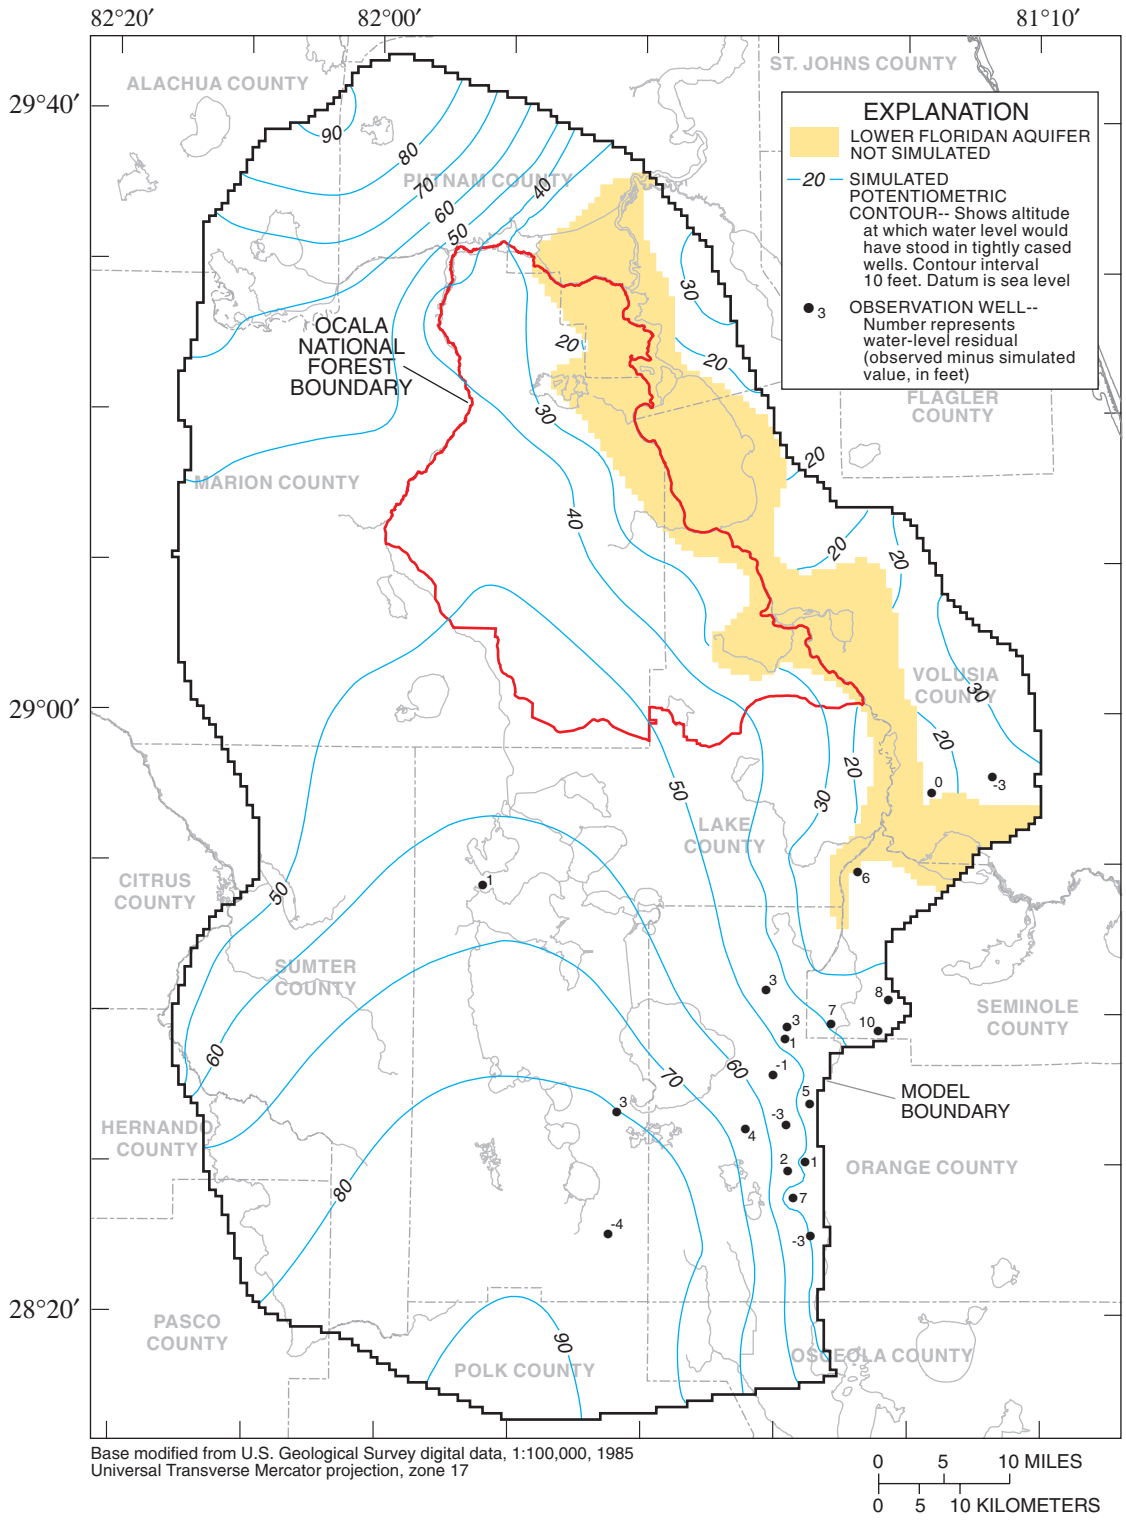 82°20′
82°00′
81°10′
29°40′
29°00′
28°20′
ALACHUA COUNTY
ST. JOHNS COUNTY
PUTNAM COUNTY
EXPLANATION
LOWER FLORIDAN AQUIFER
NOT SIMULATED
20
SIMULATED
POTENTIOMETRIC
CONTOUR-- Shows altitude
at which water level would
have stood in tightly cased
wells. Contour interval
10 feet. Datum is sea level
3
OBSERVATION WELL--
Number represents
water-level residual
(observed minus simulated
value, in feet)
90
80
70
60
50
40
30
20
20
OCALA
NATIONAL
FOREST
BOUNDARY
FLAGLER
COUNTY
30
20
MARION COUNTY
40
20
20
VOLUSIA
COUNTY
30
20
-3
0
50
20
30
LAKE
COUNTY
6
CITRUS
COUNTY
50
1
SUMTER
COUNTY
3
8
SEMINOLE
COUNTY
3
7
10
1
60
60
70
-1
MODEL
BOUNDARY
5
3
-3
4
HERNANDO
COUNTY
ORANGE COUNTY
2
1
80
7
-4
-3
PASCO
COUNTY
90
POLK COUNTY
OSCEOLA COUNTY
Base modified from U.S. Geological Survey digital data, 1:100,000, 1985
Universal Transverse Mercator projection, zone 17
0 5 10 MILES
0 5 10 KILOMETERS